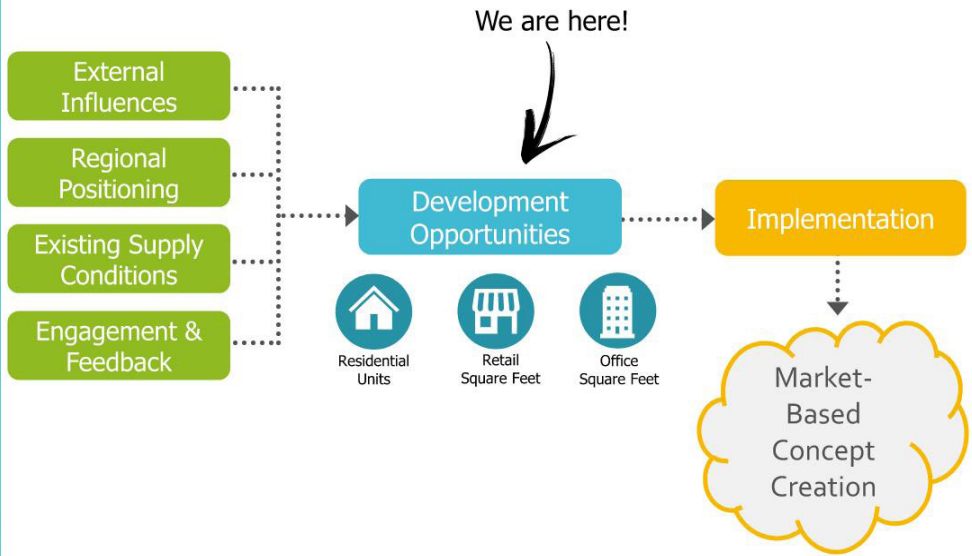 We are here!
External
Influences
Regional
Positioning
Existing Supply
Conditions
Engagement &
Feedback
Development
Opportunities
Residential
Units
Retail
Square Feet
Office
Square Feet
Implementation
Market-
Based
Concept
Creation